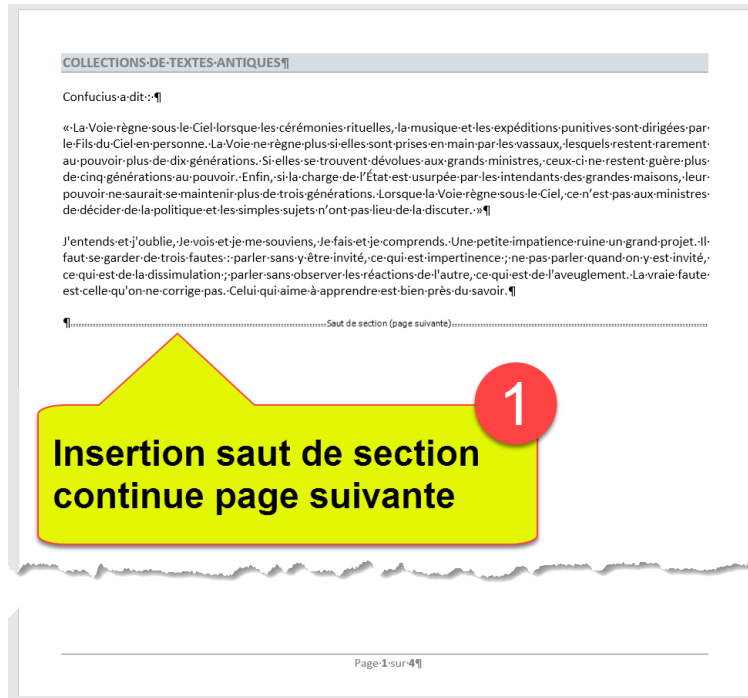 COLLECTIONS·DE·TEXTES·ANTIQUES¶
Confucius·a·dit·:·¶
«·La·Voie·règne·sous·le·Ciel·lorsque·les·cérémonies·rituelles,·la·musique·et·les·expéditions·punitives·sont·dirigées·par·
le·Fils·du·Ciel·en·personne.·La·Voie·ne·règne·plus·si·elles·sont·prises·en·main·par·les·vassaux,·lesquels·restent·rarement·
au·pouvoir·plus·de·dix·générations.·Si·elles·se·trouvent·dévolues·aux·grands·ministres,·ceux-ci·ne·restent·guère·plus·
de·cinq·générations·au·pouvoir.·Enfin,·si·la·charge·de·l’État·est·usurpée·par·les·intendants·des·grandes·maisons,·leur·
pouvoir·ne·saurait·se·maintenir·plus·de·trois·générations.·Lorsque·la·Voie·règne·sous·le·Ciel,·ce·n’est·pas·aux·ministres·
de·décider·de·la·politique·et·les·simples·sujets·n’ont·pas·lieu·de·la·discuter.·»¶
J'entends·et·j'oublie,·Je·vois·et·je·me·souviens,·Je·fais·et·je·comprends.·Une·petite·impatience·ruine·un·grand·projet.·Il·
faut·se·garder·de·trois·fautes·:·parler·sans·y·être·invité,·ce·qui·est·impertinence·;·ne·pas·parler·quand·on·y·est·invité,·
ce·qui·est·de·la·dissimulation·;·parler·sans·observer·les·réactions·de·l'autre,·ce·qui·est·de·l'aveuglement.·La·vraie·faute·
est·celle·qu'on·ne·corrige·pas.·Celui·qui·aime·à·apprendre·est·bien·près·du·savoir.¶
¶ Saut de section (page suivante)
1
Insertion saut de section
continue page suivante
Page·1·sur·4¶